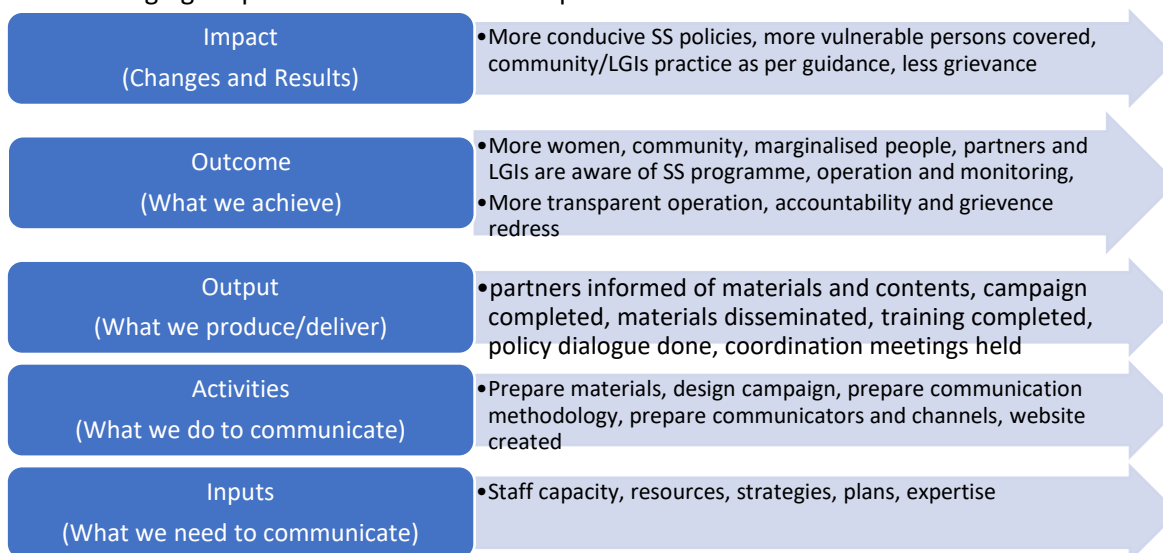 Impact
(Changes and Results)
•More conducive SS policies, more vulnerable persons covered,
community/LGIs practice as per guidance, less grievance
Outcome
(What we achieve)
•More women, community, marginalised people, partners and
LGIs are aware of SS programme, operation and monitoring,
•More transparent operation, accountability and grievence
redress
Output
(What we produce/deliver)
•partners informed of materials and contents, campaign
completed, materials disseminated, training completed,
policy dialogue done, coordination meetings held
Activities
(What we do to communicate)
•Prepare materials, design campaign, prepare communication
methodology, prepare communicators and channels, website
created
Inputs
(What we need to communicate)
•Staff capacity, resources, strategies, plans, expertise